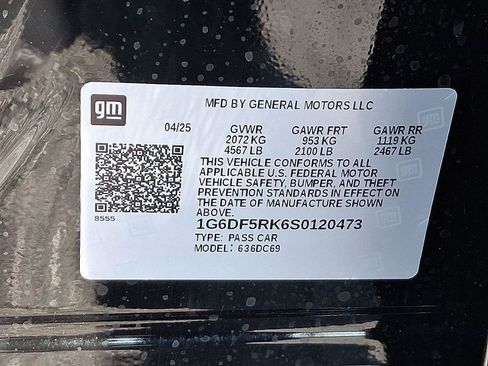 gm
MFD BY GENERAL MOTORS LLC
04/25 GVWR GAWR FRT GAWR RR
2072 KG 953 KG 1119 KG
4567 LB 2100 LB 2467 LB
THIS VEHICLE CONFORMS TO ALL
APPLICABLE U.S. FEDERAL MOTOR
VEHICLE SAFETY, BUMPER, AND THEFT
PREVENTION STANDARDS IN EFFECT ON
THE DATE OF MANUFACTURE SHOWN
ABOVE.
8555
1G6DF5RK6S0120473
TYPE: PASS CAR
MODEL: 636DC69